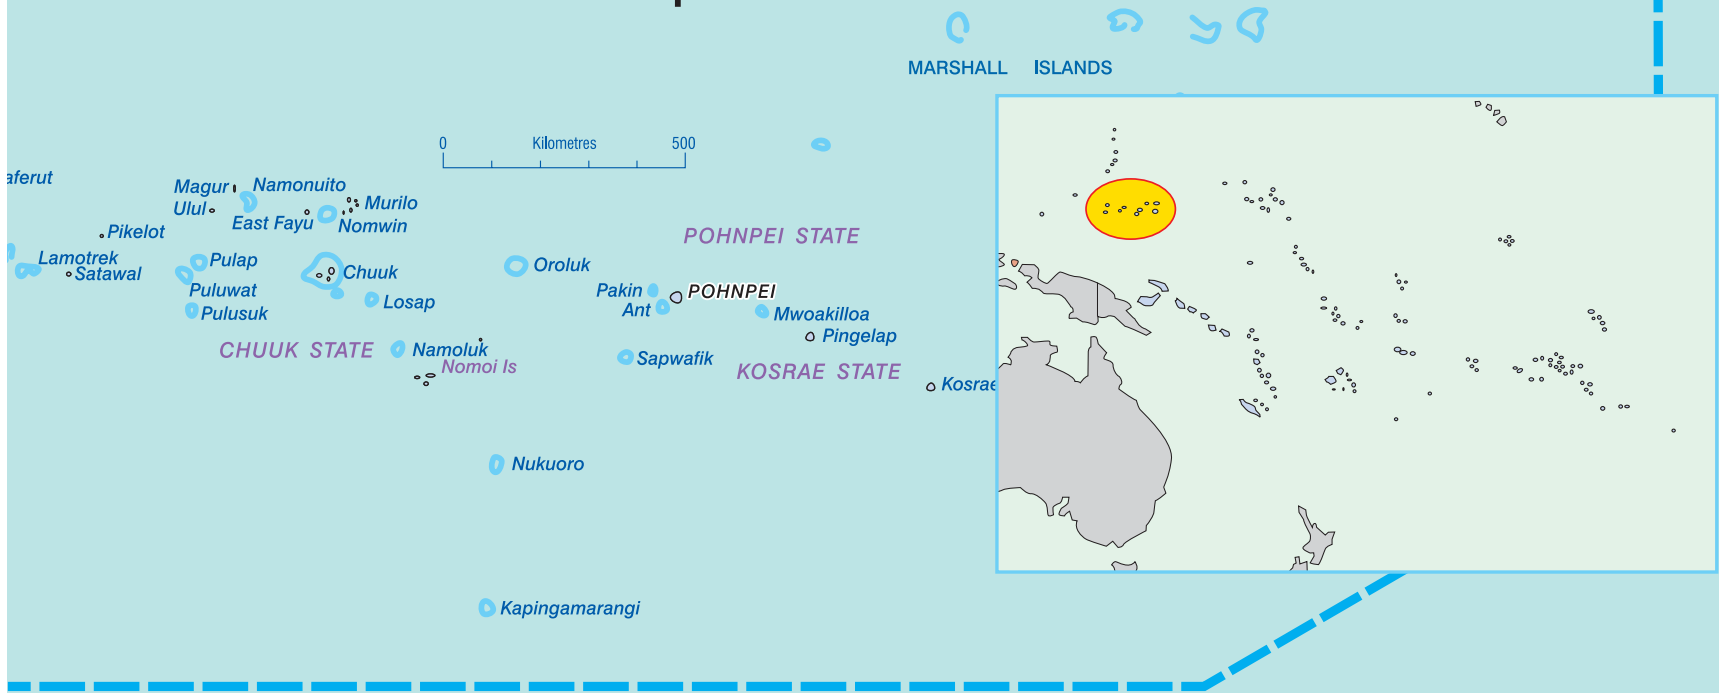 MARSHALL ISLANDS
0 Kilometres 500
aferut
Magur
Namonuito
Ulul
Murilo
East Fayu
Nomwin
Pikelot
POHNPEI STATE
Lamotrek
Satawal
Pulap
Chuuk
Oroluk
Puluwat
Pakin
POHNPEI
Losap
Ant
Pulusuk
Mwoakilloa
Pingelap
CHUUK STATE
Namoluk
Nomoi Is
Sapwafik
KOSRAE STATE
Kosrae
Nukuoro
Kapingamarangi